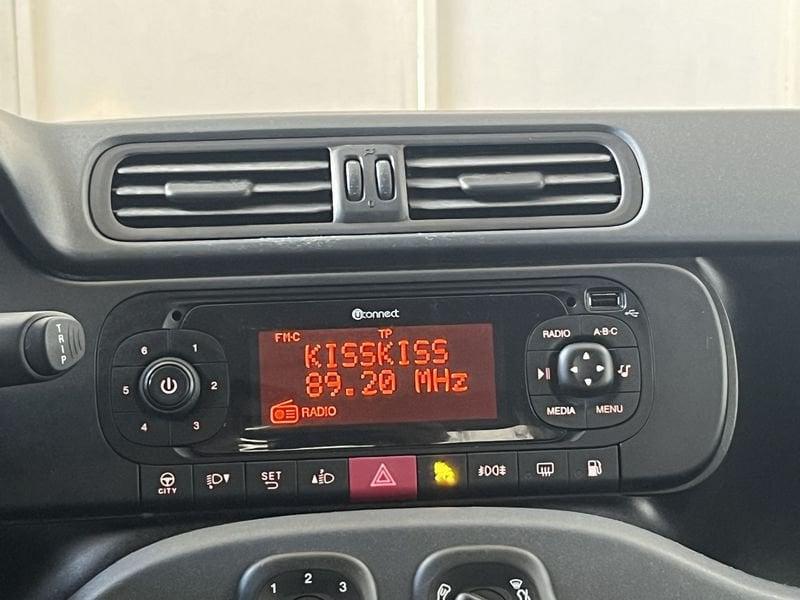 uconnect
RADIO A·B·C
FM-C TP
KISSKISS
89.20 MHz
RADIO
6 1
5 2
4 3
MEDIA MENU
TRIP
CITY
SET
1 2 3